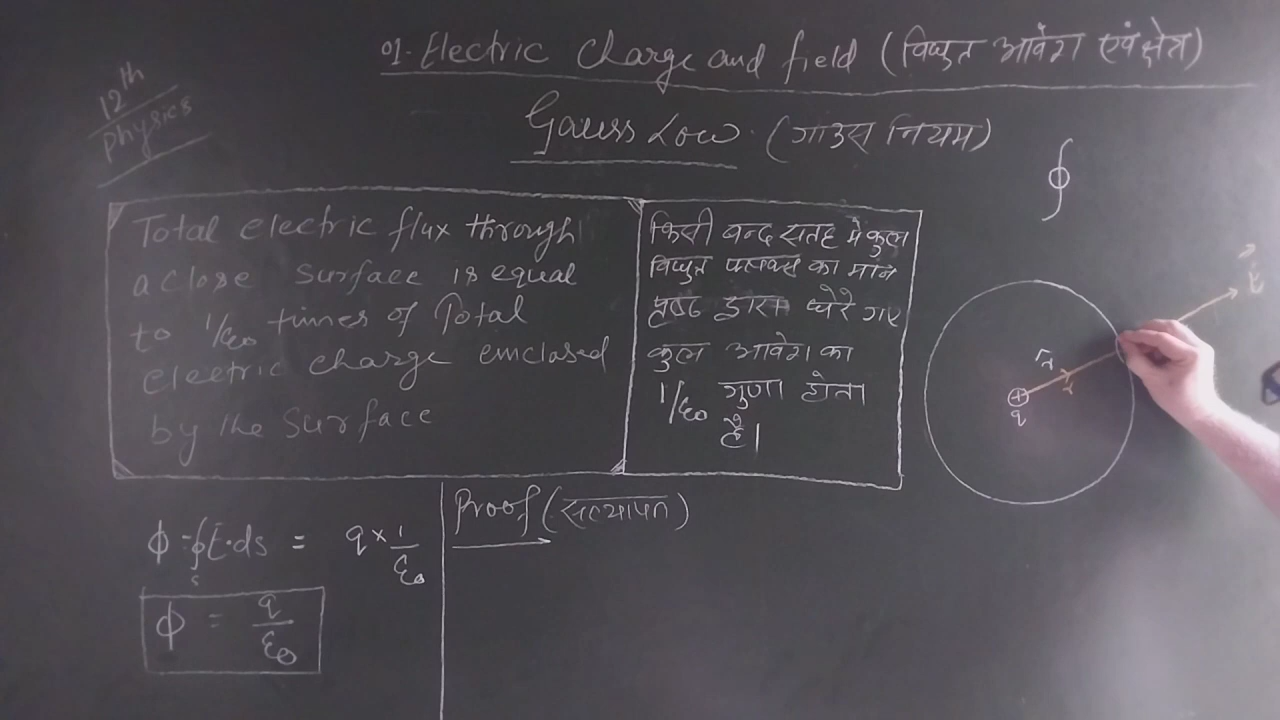 01. Electric Charge and field (विधुत आवेग एवं क्षेत्र)
12th
physics
Gauss Low. (गाउस नियम)
∮
Total electric flux through
a close surface is equal
to 1/ε0 times of Total
electric charge emclosed
by the Surface
किसी बन्द सतह मे कुल
विधुत फ्लक्स का मान
पृष्ठ द्वारा घेरे गए
कुल आवेग का
1/ε0 गुणा होता
है।
E
r
q
Proof (सत्यापन)
ϕ = ∮E·ds = q × 1/ε0
s
ϕ = q/ε0